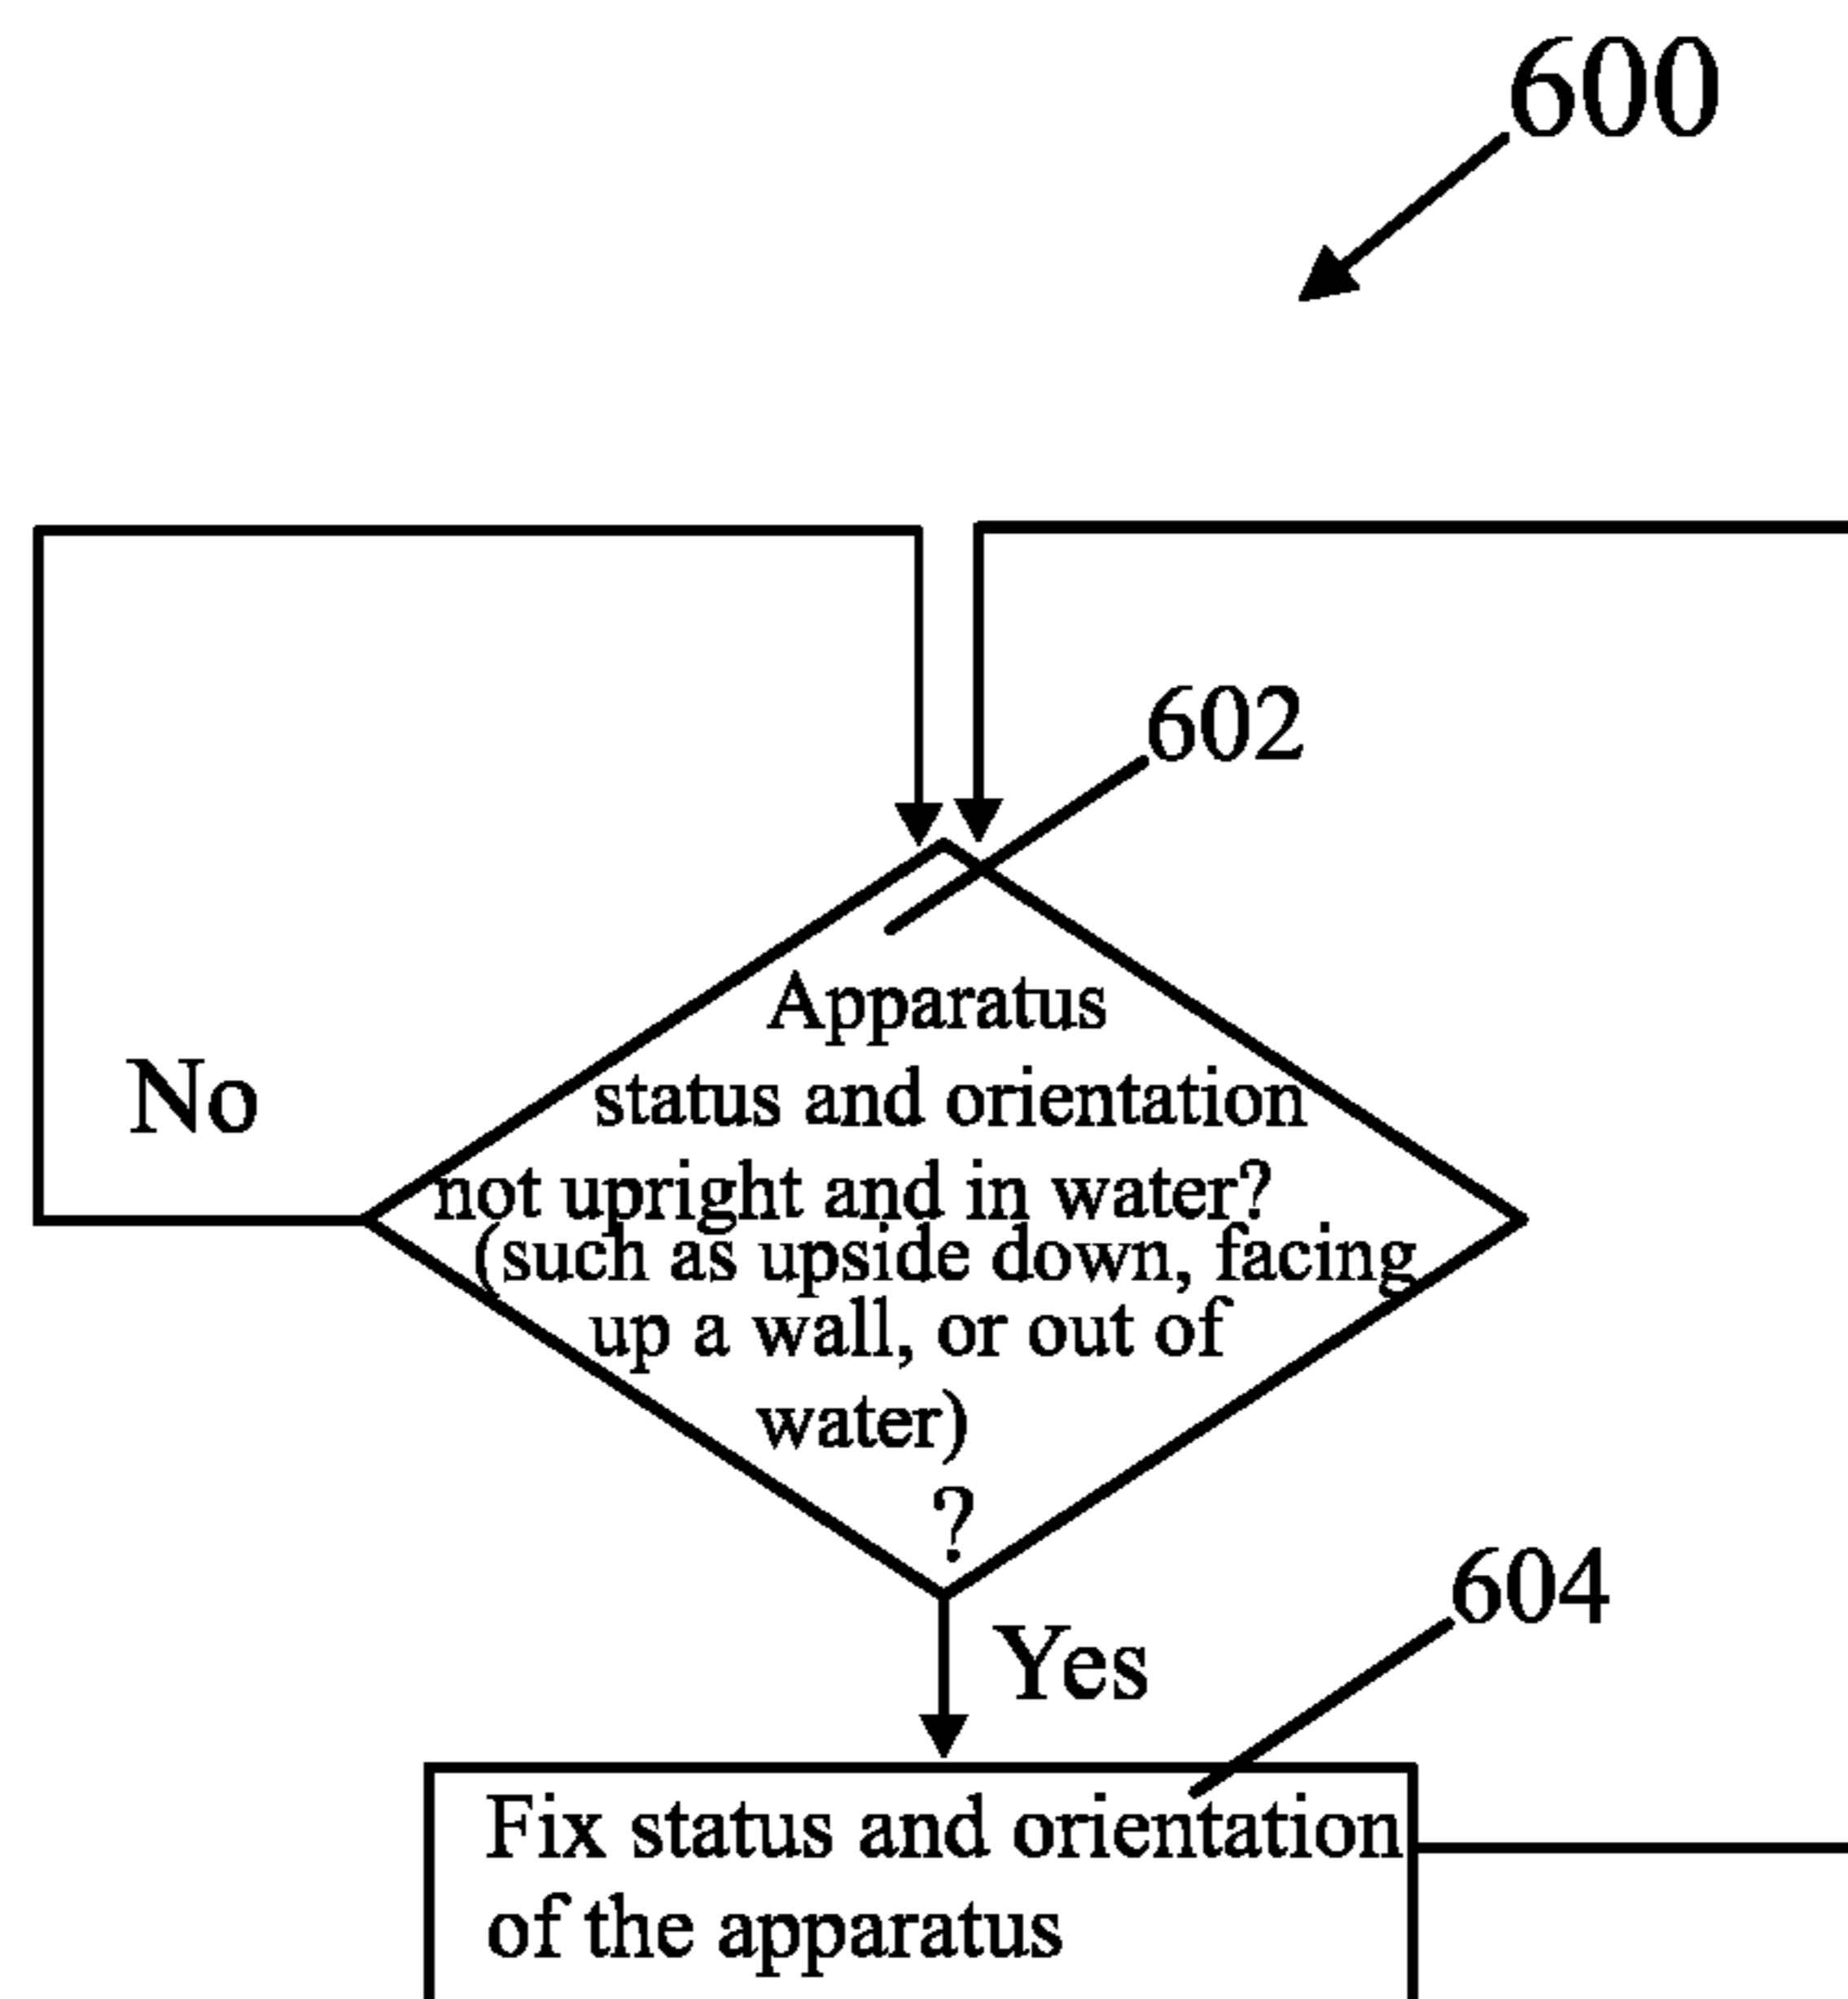 600
602
Apparatus
status and orientation
No
not upright and in water?
(such as upside down, facing
up a wall, or out of
water)
?
604
Yes
Fix status and orientation
of the apparatus